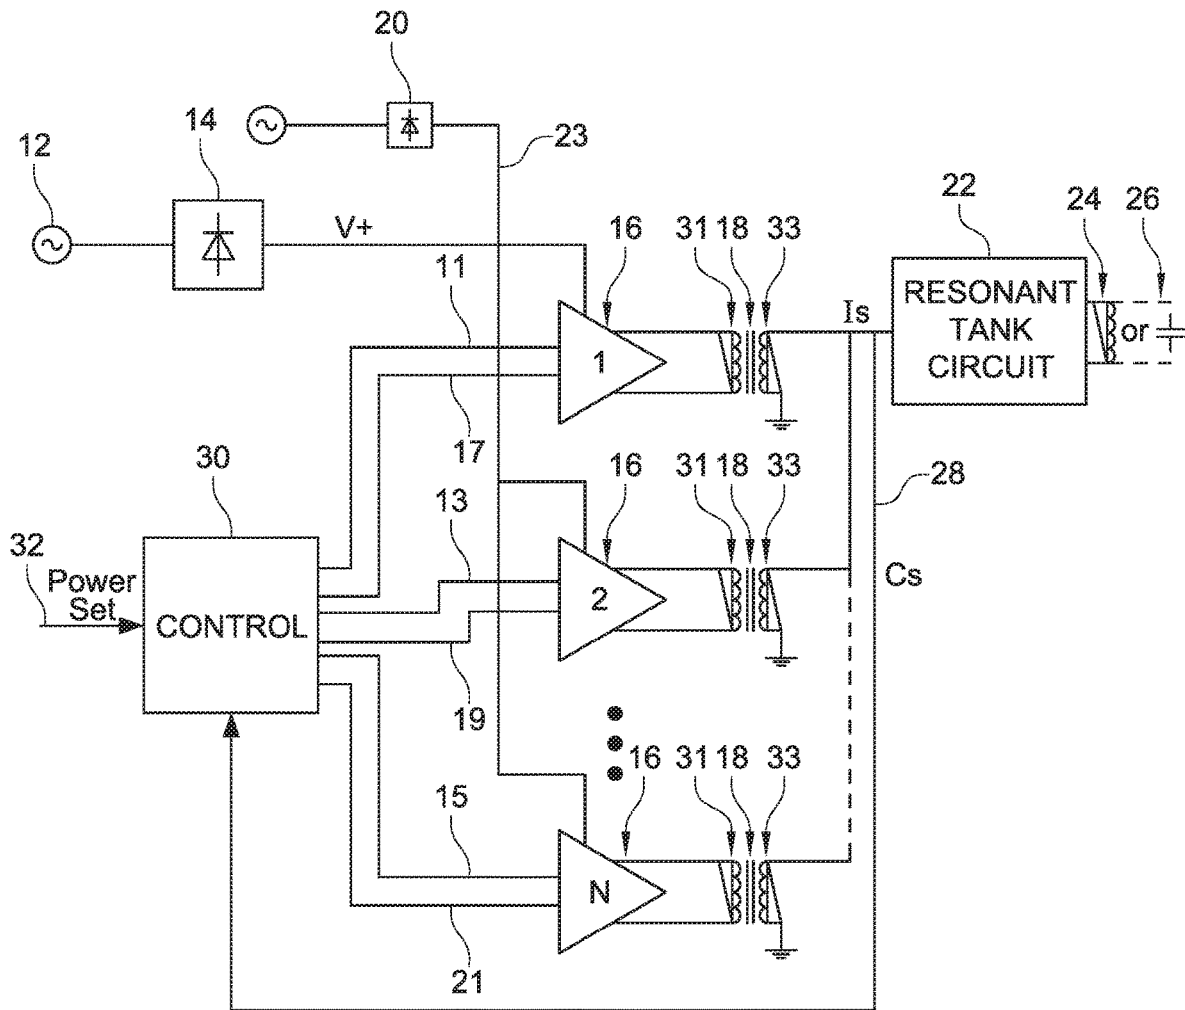 20
14
12
23
V+
16 31 18 33
22
24 26
11
Is
RESONANT
TANK
CIRCUIT
or
1
17
30
16 31 18 33
28
13
32
Power
Set
CONTROL
2
Cs
19
16 31 18 33
15
N
21